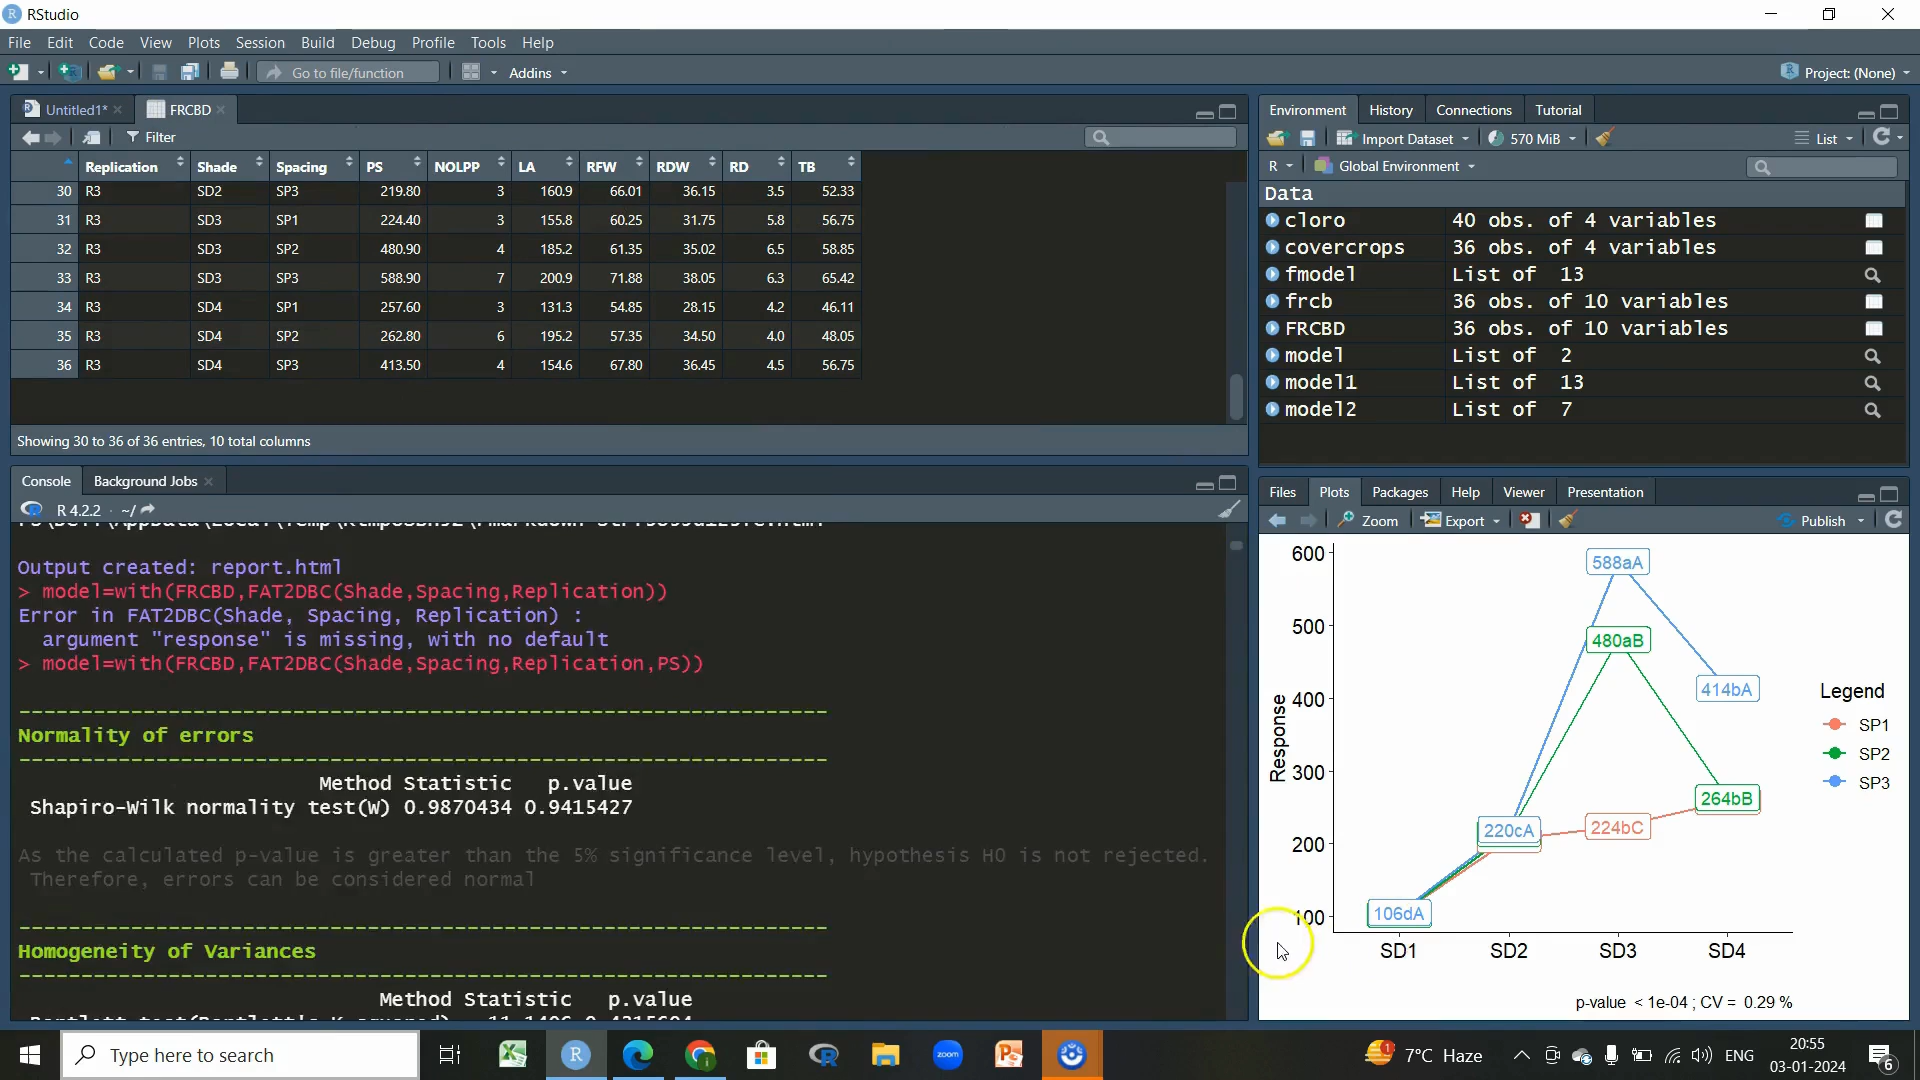 RStudio
File Edit Code View Plots Session Build Debug Profile Tools Help
Go to file/function Addins Project: (None)
Untitled1* FRCBD
Filter
Replication Shade Spacing PS NOLPP LA RFW RDW RD TB
30 R3 SD2 SP3 219.80 3 160.9 66.01 36.15 3.5 52.33
31 R3 SD3 SP1 224.40 3 155.8 60.25 31.75 5.8 56.75
32 R3 SD3 SP2 480.90 4 185.2 61.35 35.02 6.5 58.85
33 R3 SD3 SP3 588.90 7 200.9 71.88 38.05 6.3 65.42
34 R3 SD4 SP1 257.60 3 131.3 54.85 28.15 4.2 46.11
35 R3 SD4 SP2 262.80 6 195.2 57.35 34.50 4.0 48.05
36 R3 SD4 SP3 413.50 4 154.6 67.80 36.45 4.5 56.75
Showing 30 to 36 of 36 entries, 10 total columns
Console Background Jobs
R 4.2.2 · ~/
Output created: report.html
> model=with(FRCBD,FAT2DBC(Shade,Spacing,Replication))
Error in FAT2DBC(Shade, Spacing, Replication) :
argument "response" is missing, with no default
> model=with(FRCBD,FAT2DBC(Shade,Spacing,Replication,PS))
-----------------------------------------------------------------
Normality of errors
-----------------------------------------------------------------
Method Statistic p.value
Shapiro-Wilk normality test(W) 0.9870434 0.9415427
As the calculated p-value is greater than the 5% significance level, hypothesis H0 is not rejected.
Therefore, errors can be considered normal
-----------------------------------------------------------------
Homogeneity of Variances
-----------------------------------------------------------------
Method Statistic p.value
Environment History Connections Tutorial
Import Dataset 570 MiB List
R Global Environment
Data
cloro 40 obs. of 4 variables
covercrops 36 obs. of 4 variables
fmodel List of 13
frcb 36 obs. of 10 variables
FRCBD 36 obs. of 10 variables
model List of 2
model1 List of 13
model2 List of 7
Files Plots Packages Help Viewer Presentation
Zoom Export Publish
600
500
400
300
200
100
Response
588aA
480aB
414bA
264bB
224bC
220cA
106dA
SD1 SD2 SD3 SD4
Legend
SP1
SP2
SP3
p-value < 1e-04 ; CV = 0.29 %
Type here to search
zoom
7°C Haze
ENG
20:55
03-01-2024
6